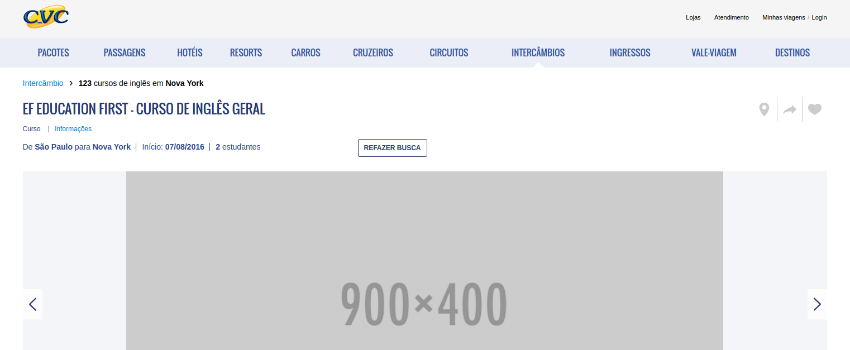 CVC
Lojas Atendimento Minhas viagens / Login
PACOTES PASSAGENS HOTÉIS RESORTS CARROS CRUZEIROS CIRCUITOS INTERCÂMBIOS INGRESSOS VALE-VIAGEM DESTINOS
Intercâmbio > 123 cursos de inglês em Nova York
EF EDUCATION FIRST - CURSO DE INGLÊS GERAL
Curso | Informações
De São Paulo para Nova York | Início: 07/08/2016 | 2 estudantes
REFAZER BUSCA
900×400